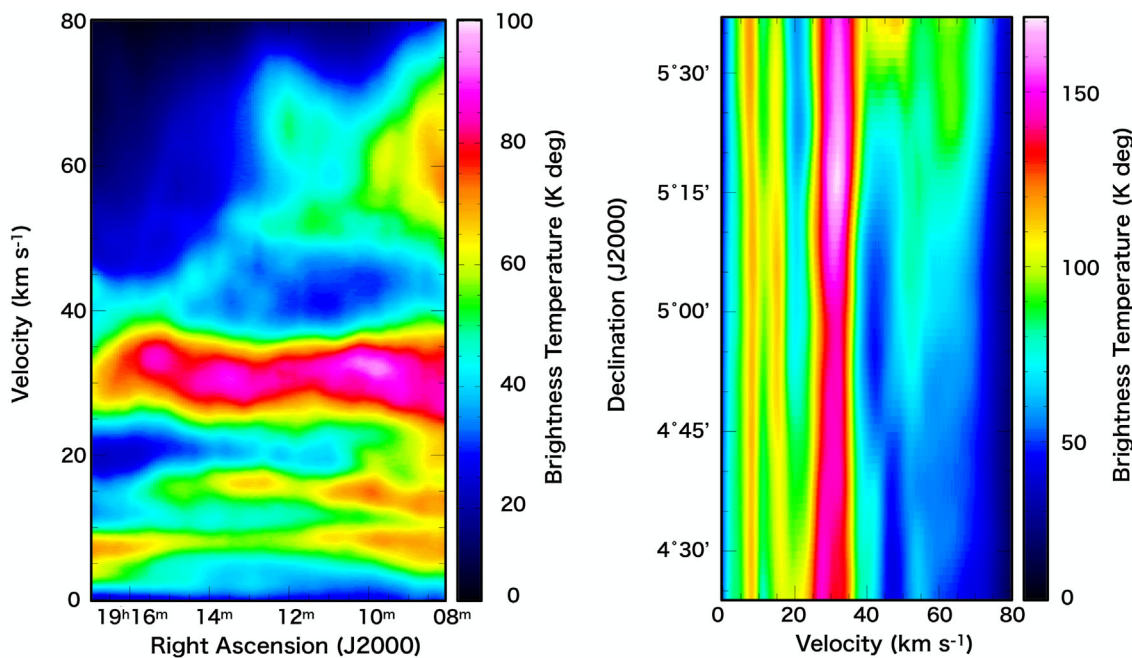 80
60
40
20
0
Velocity (km s-1)
19h16m 14m 12m 10m 08m
Right Ascension (J2000)
100
80
60
40
20
0
Brightness Temperature (K deg)
5°30'
5°15'
5°00'
4°45'
4°30'
Declination (J2000)
0 20 40 60 80
Velocity (km s-1)
150
100
50
0
Brightness Temperature (K deg)